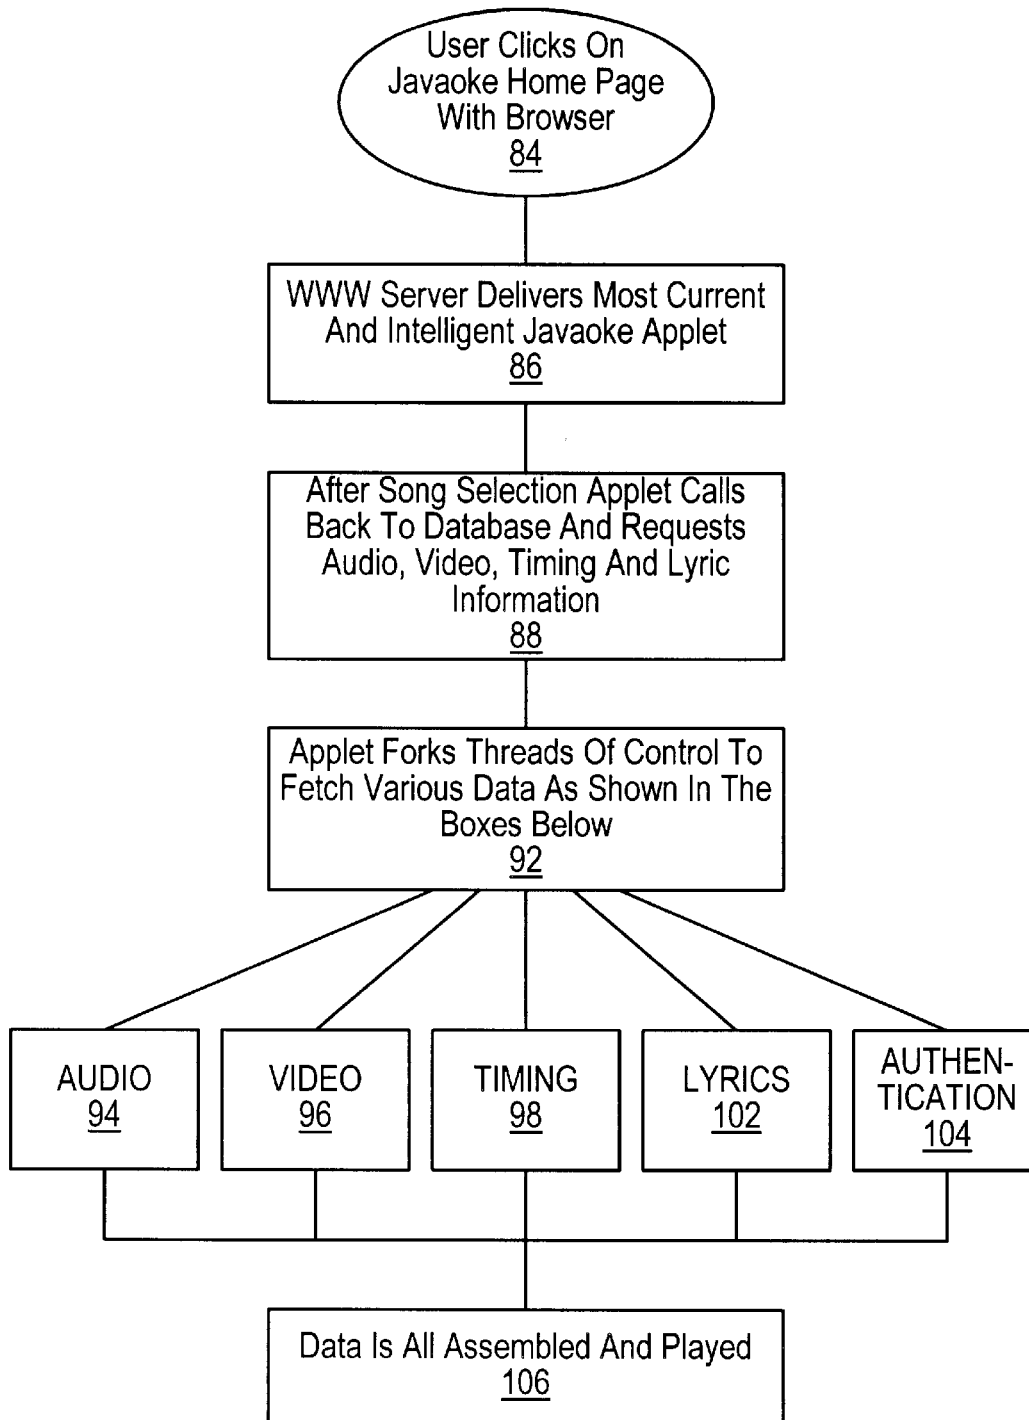 User Clicks On
Javaoke Home Page
With Browser
84
WWW Server Delivers Most Current
And Intelligent Javaoke Applet
86
After Song Selection Applet Calls
Back To Database And Requests
Audio, Video, Timing And Lyric
Information
88
Applet Forks Threads Of Control To
Fetch Various Data As Shown In The
Boxes Below
92
AUDIO
94
VIDEO
96
TIMING
98
LYRICS
102
AUTHEN-
TICATION
104
Data Is All Assembled And Played
106